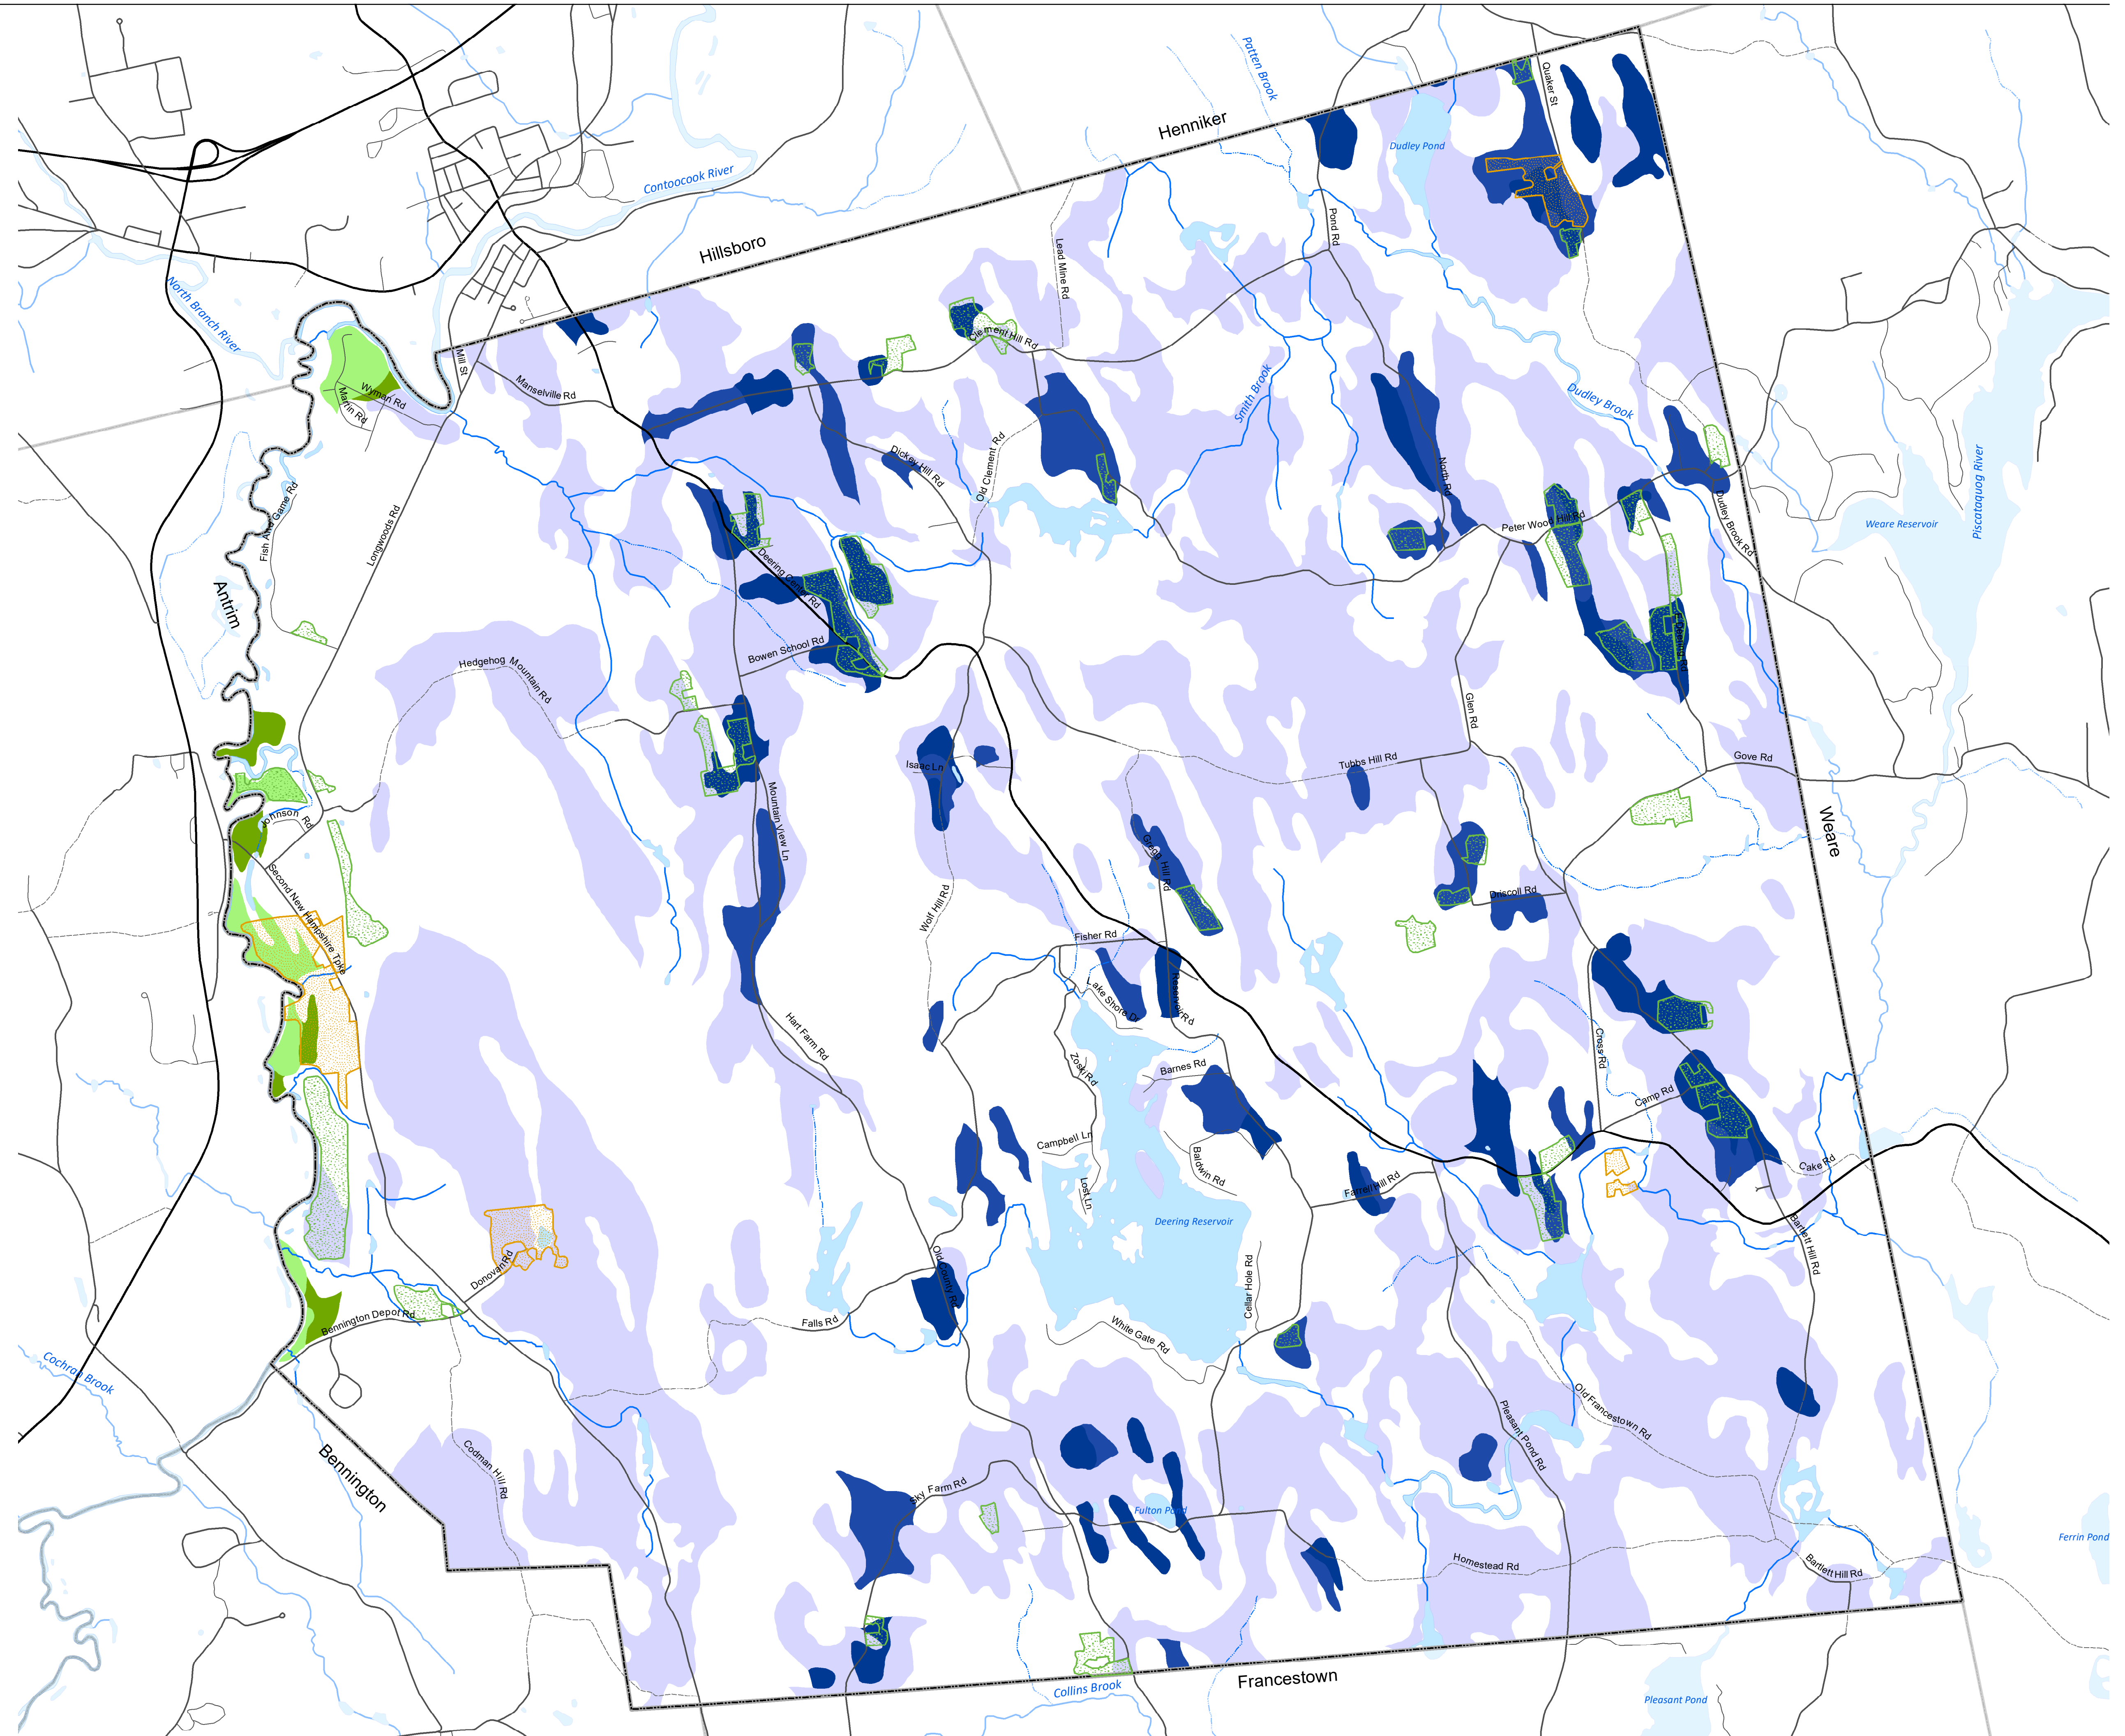 Patten Brook
Quaker St
Henniker
Dudley Pond
Contoocook River
Hillsboro
Pond Rd
Lead Mine Rd
North Branch River
Clement Hill Rd
Mill St
Manselville Rd
Wyman Rd
Martin Rd
Smith Brook
Dudley Brook
Dickey Hill Rd
Old Clement Rd
North Rd
Piscataquog River
Fish And Game Rd
Longwoods Rd
Peter Wood Hill Rd
Dudley Brook Rd
Weare Reservoir
Antrim
Deering Center Rd
Bowen School Rd
Hedgehog Mountain Rd
Glen Rd
Isaac Ln
Tubbs Hill Rd
Gove Rd
Johnson Rd
Mountain View Ln
Weare
Gregg Hill Rd
Second New Hampshire Tpke
Driscoll Rd
Wolf Hill Rd
Fisher Rd
Lake Shore Dr
Reservoir Rd
Hart Farm Rd
Cross Rd
Zoski Rd
Barnes Rd
Camp Rd
Campbell Ln
Baldwin Rd
Cake Rd
Lost Ln
Farrell Hill Rd
Deering Reservoir
Bartlett Hill Rd
Old County Rd
Donovan Rd
Cellar Hole Rd
Bennington Depot Rd
Falls Rd
White Gate Rd
Cochran Brook
Old Francestown Rd
Pleasant Pond Rd
Bennington
Codman Hill Rd
Sky Farm Rd
Fulton Pond
Ferrin Pond
Homestead Rd
Bartlett Hill Rd
Francestown
Collins Brook
Pleasant Pond